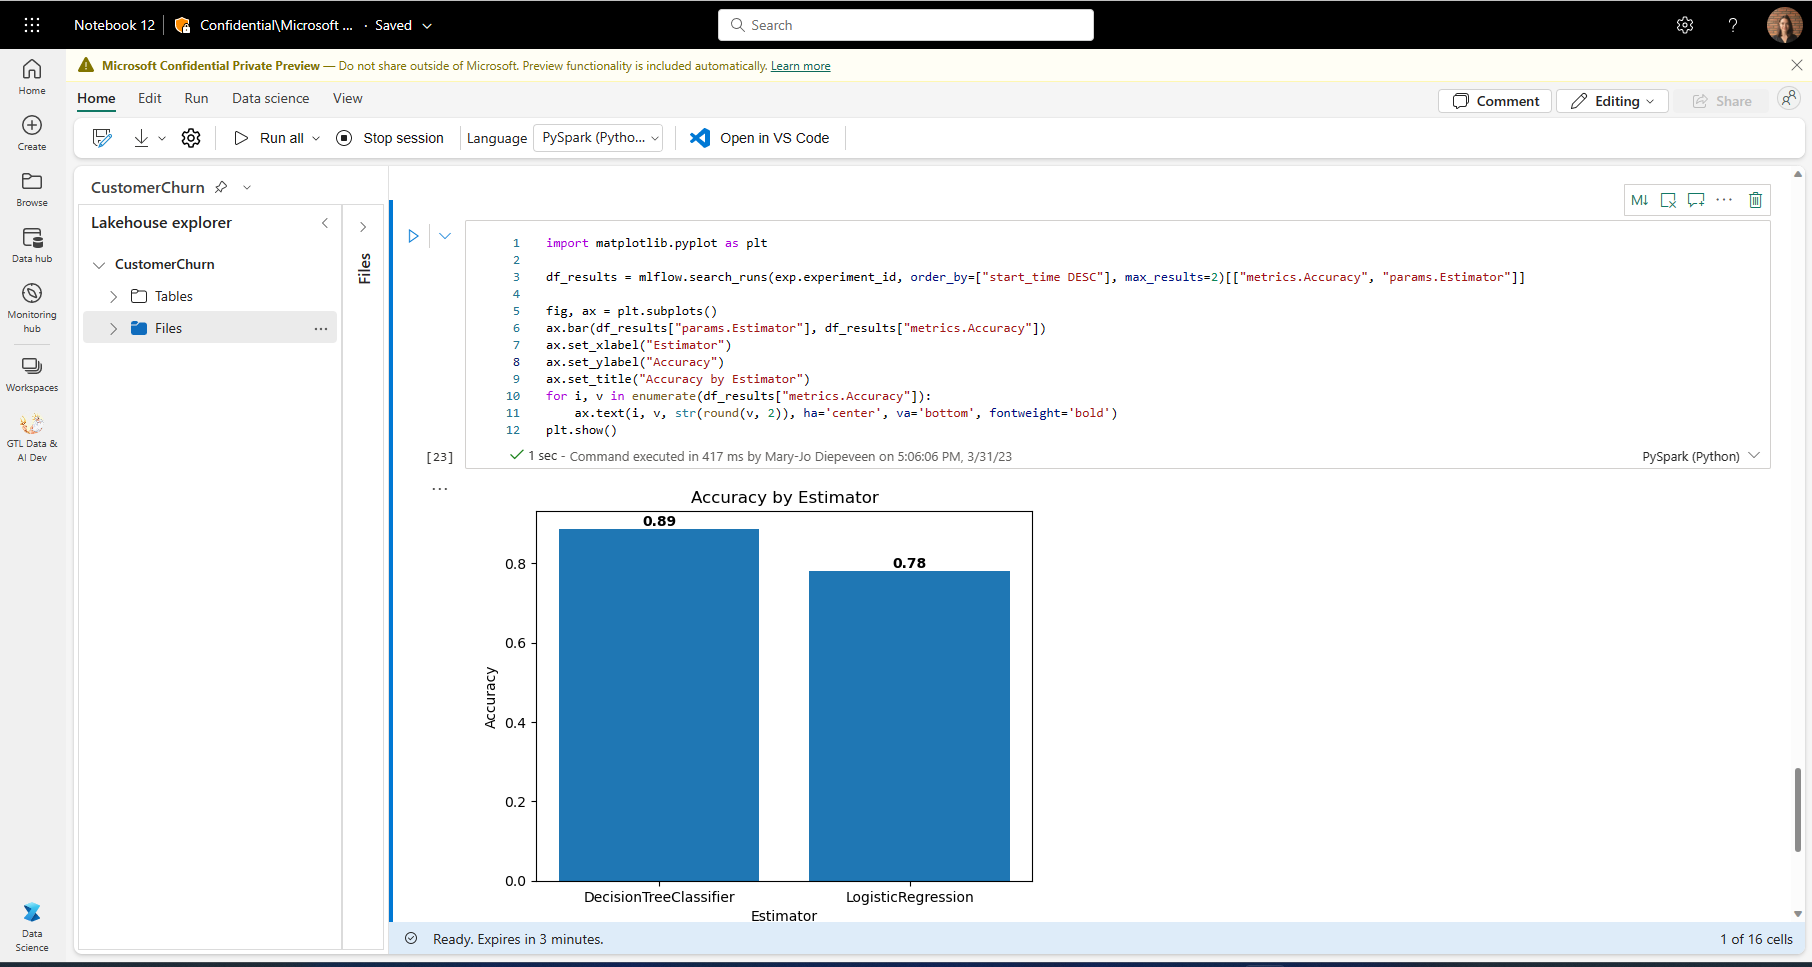 Notebook 12
Confidential\Microsoft ... · Saved
Search
?
Microsoft Confidential Private Preview — Do not share outside of Microsoft. Preview functionality is included automatically. Learn more
Home
Create
Browse
Data hub
Monitoring
hub
Workspaces
GTL Data &
AI Dev
Data
Science
Home Edit Run Data science View
Comment
Editing
Share
Run all
Stop session
Language
PySpark (Pytho...
Open in VS Code
CustomerChurn
Lakehouse explorer
CustomerChurn
Tables
Files
...
Files
M↓
...
1 import matplotlib.pyplot as plt
2
3 df_results = mlflow.search_runs(exp.experiment_id, order_by=["start_time DESC"], max_results=2)[["metrics.Accuracy", "params.Estimator"]]
4
5 fig, ax = plt.subplots()
6 ax.bar(df_results["params.Estimator"], df_results["metrics.Accuracy"])
7 ax.set_xlabel("Estimator")
8 ax.set_ylabel("Accuracy")
9 ax.set_title("Accuracy by Estimator")
10 for i, v in enumerate(df_results["metrics.Accuracy"]):
11     ax.text(i, v, str(round(v, 2)), ha='center', va='bottom', fontweight='bold')
12 plt.show()
[23]
1 sec - Command executed in 417 ms by Mary-Jo Diepeveen on 5:06:06 PM, 3/31/23
PySpark (Python)
...
Accuracy by Estimator
0.89
0.78
0.8
0.6
0.4
0.2
0.0
Accuracy
DecisionTreeClassifier
LogisticRegression
Estimator
Ready. Expires in 3 minutes.
1 of 16 cells